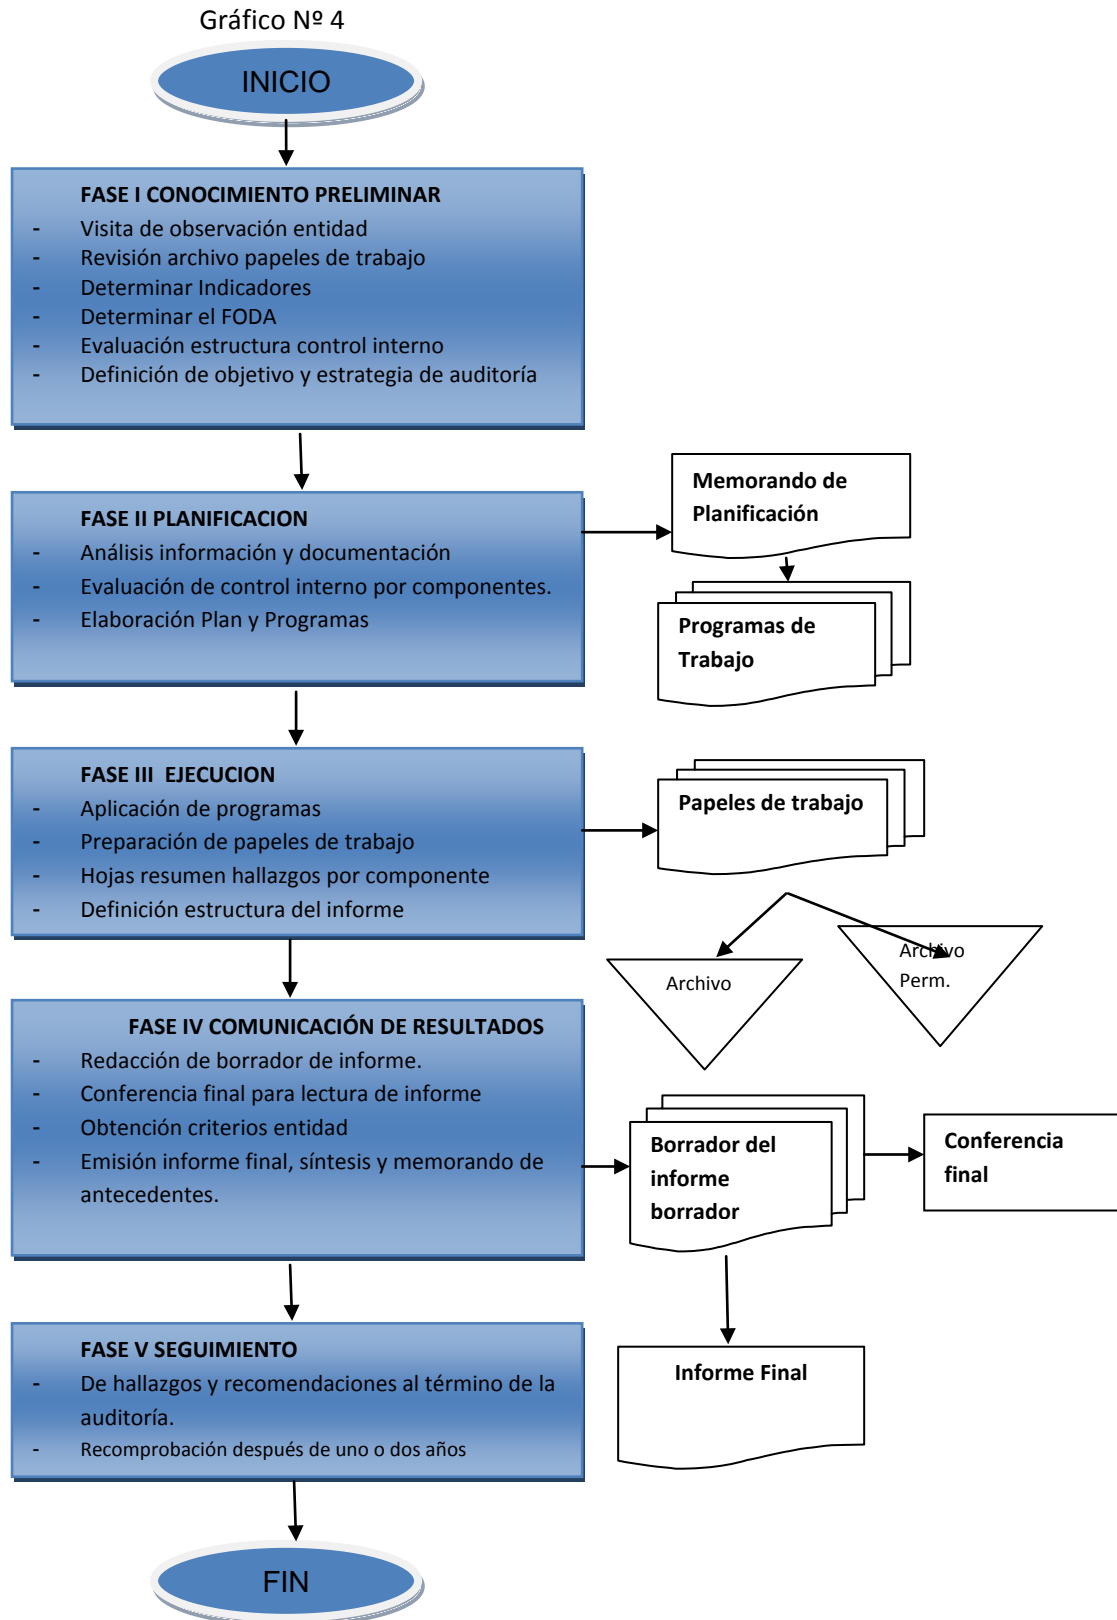 Gráfico Nº 4
INICIO
FASE I CONOCIMIENTO PRELIMINAR
- Visita de observación entidad
- Revisión archivo papeles de trabajo
- Determinar Indicadores
- Determinar el FODA
- Evaluación estructura control interno
- Definición de objetivo y estrategia de auditoría
FASE II PLANIFICACION
- Análisis información y documentación
- Evaluación de control interno por componentes.
- Elaboración Plan y Programas
Memorando de
Planificación
Programas de
Trabajo
FASE III EJECUCION
- Aplicación de programas
- Preparación de papeles de trabajo
- Hojas resumen hallazgos por componente
- Definición estructura del informe
Papeles de trabajo
Archivo
Archivo
Perm.
FASE IV COMUNICACIÓN DE RESULTADOS
- Redacción de borrador de informe.
- Conferencia final para lectura de informe
- Obtención criterios entidad
- Emisión informe final, síntesis y memorando de
antecedentes.
Borrador del
informe
borrador
Conferencia
final
FASE V SEGUIMIENTO
- De hallazgos y recomendaciones al término de la
auditoría.
- Recomprobación después de uno o dos años
Informe Final
FIN